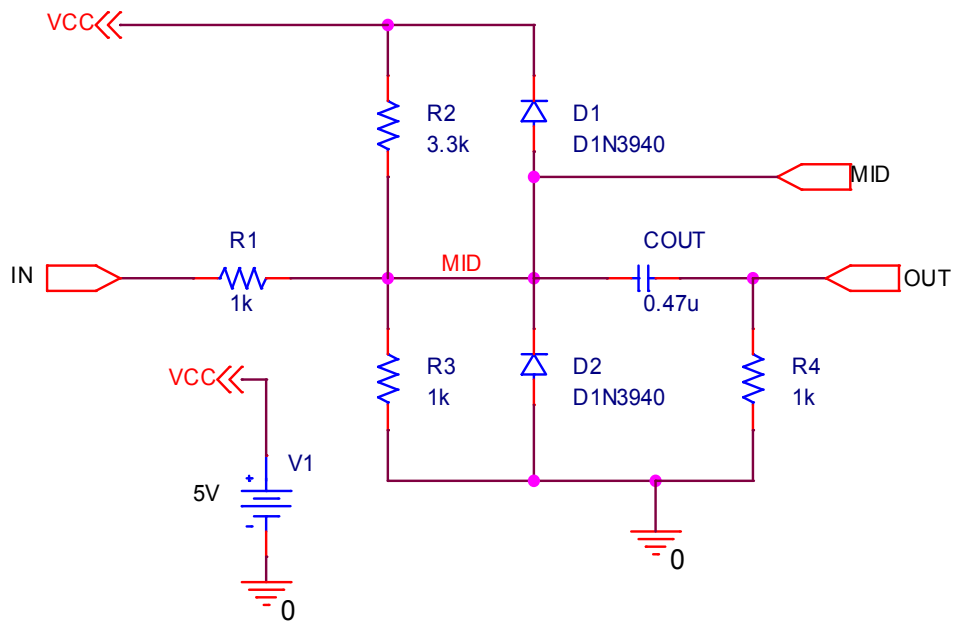 VCC
R2
3.3k
D1
D1N3940
MID
R1
1k
IN
MID
COUT
0.47u
OUT
VCC
R3
1k
D2
D1N3940
R4
1k
V1
5V
+
-
0
0